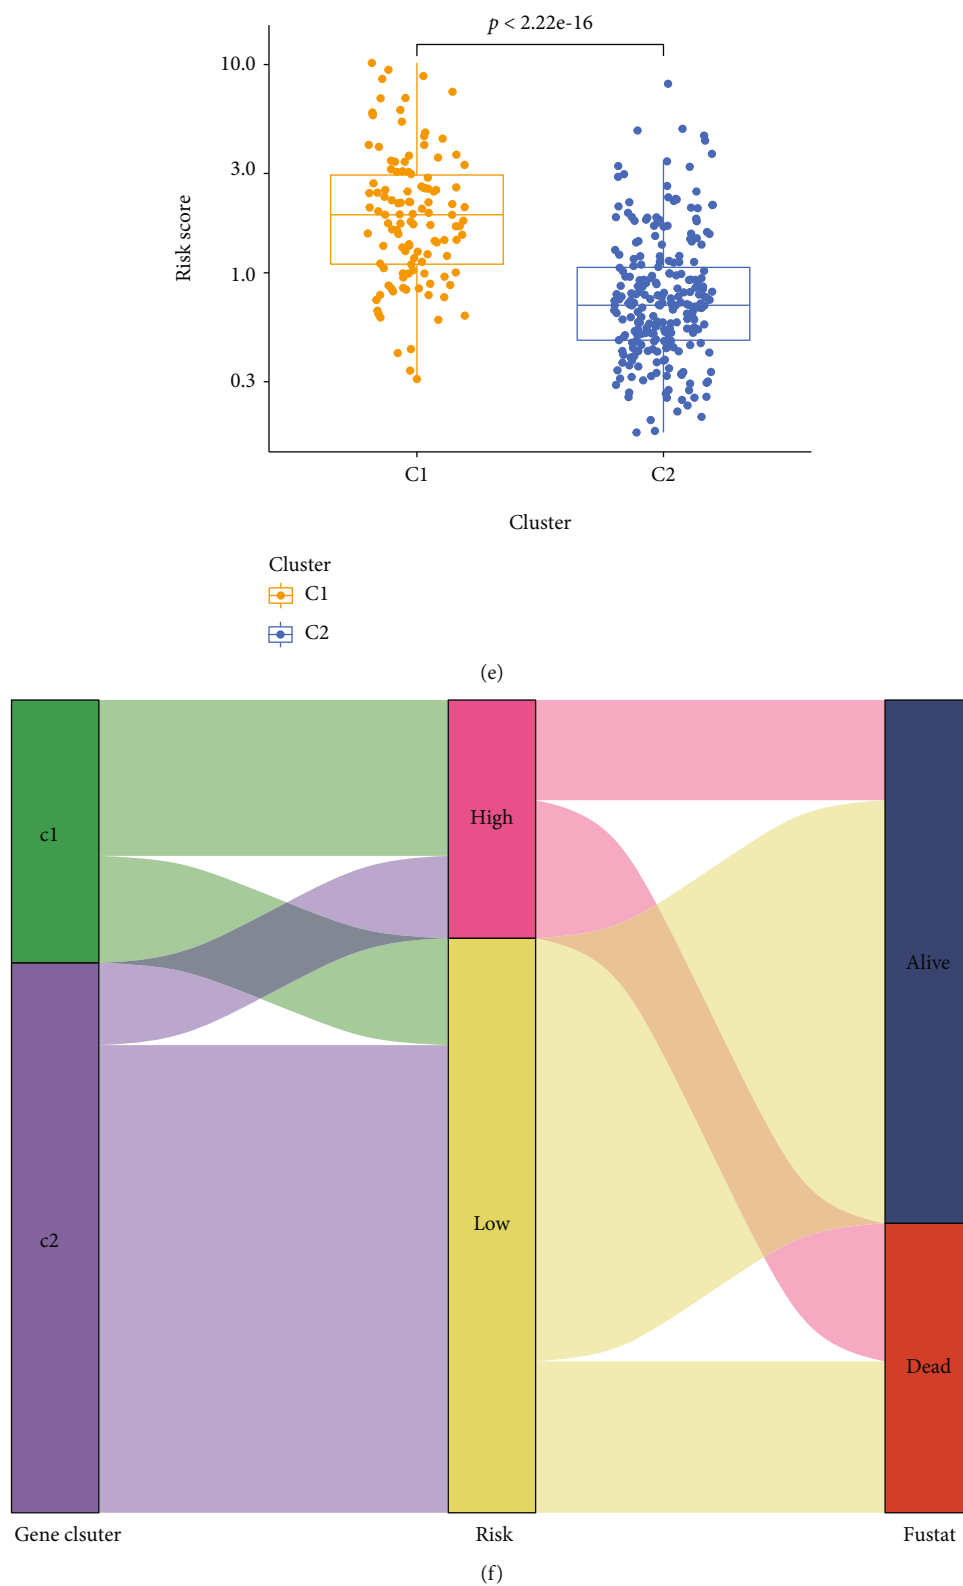 p < 2.22e-16
10.0
3.0
1.0
0.3
Risk score
C1 C2
Cluster
Cluster
C1
C2
(e)
c1
High
Alive
c2
Low
Dead
Gene clsuter Risk Fustat
(f)